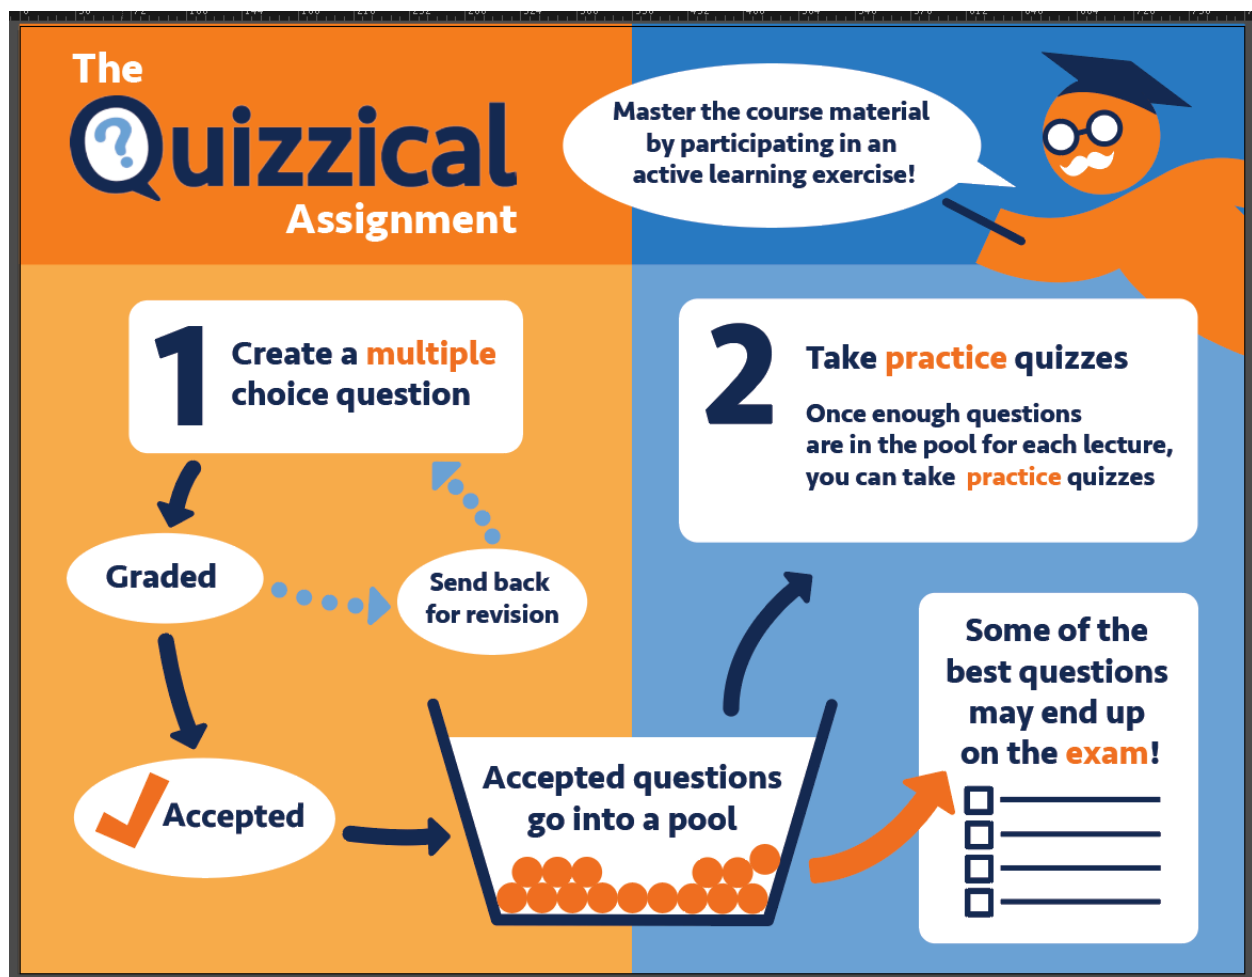 The
Quizzical
Assignment
Master the course material
by participating in an
active learning exercise!
1
Create a multiple
choice question
Graded
Send back
for revision
Accepted
Accepted questions
go into a pool
2
Take practice quizzes
Once enough questions
are in the pool for each lecture,
you can take practice quizzes
Some of the
best questions
may end up
on the exam!